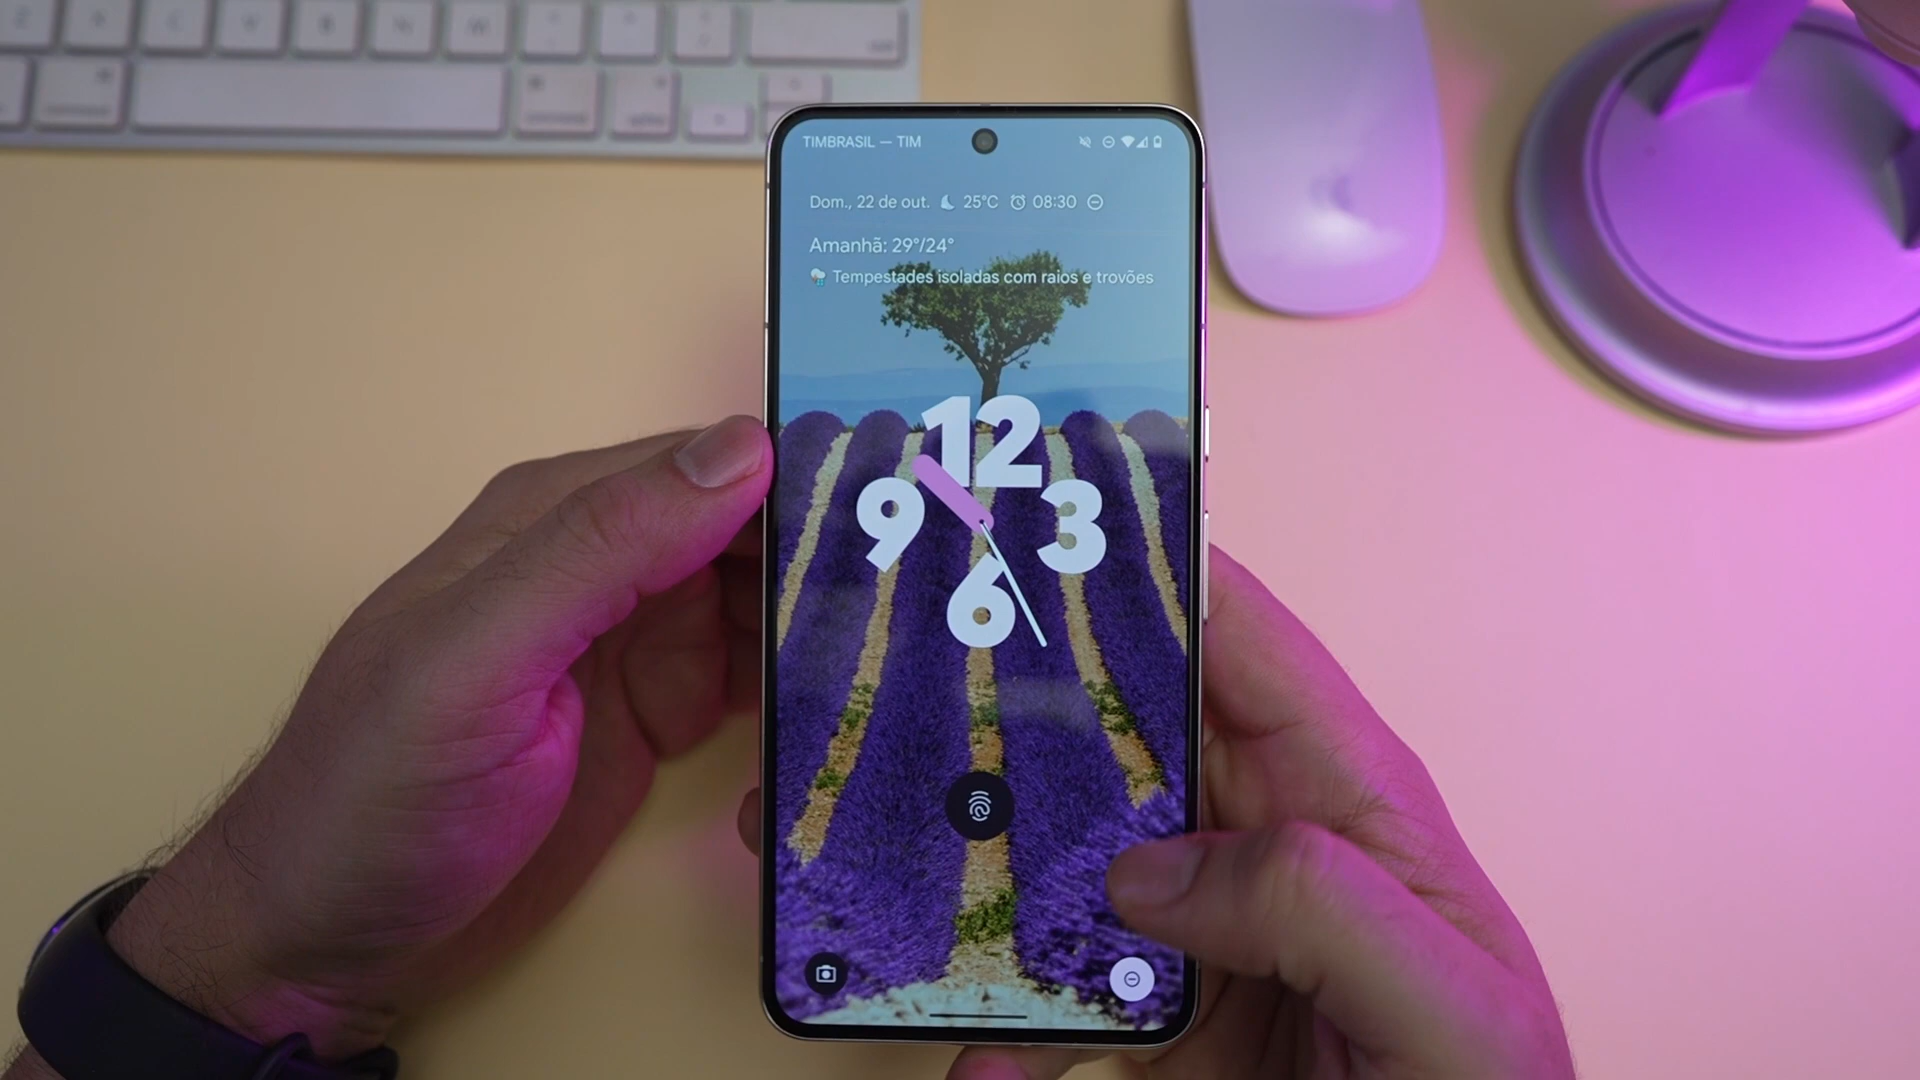 TIMBRASIL — TIM
Dom., 22 de out. 25°C 08:30
Amanhã: 29°/24°
Tempestades isoladas com raios e trovões
12
9 3
6